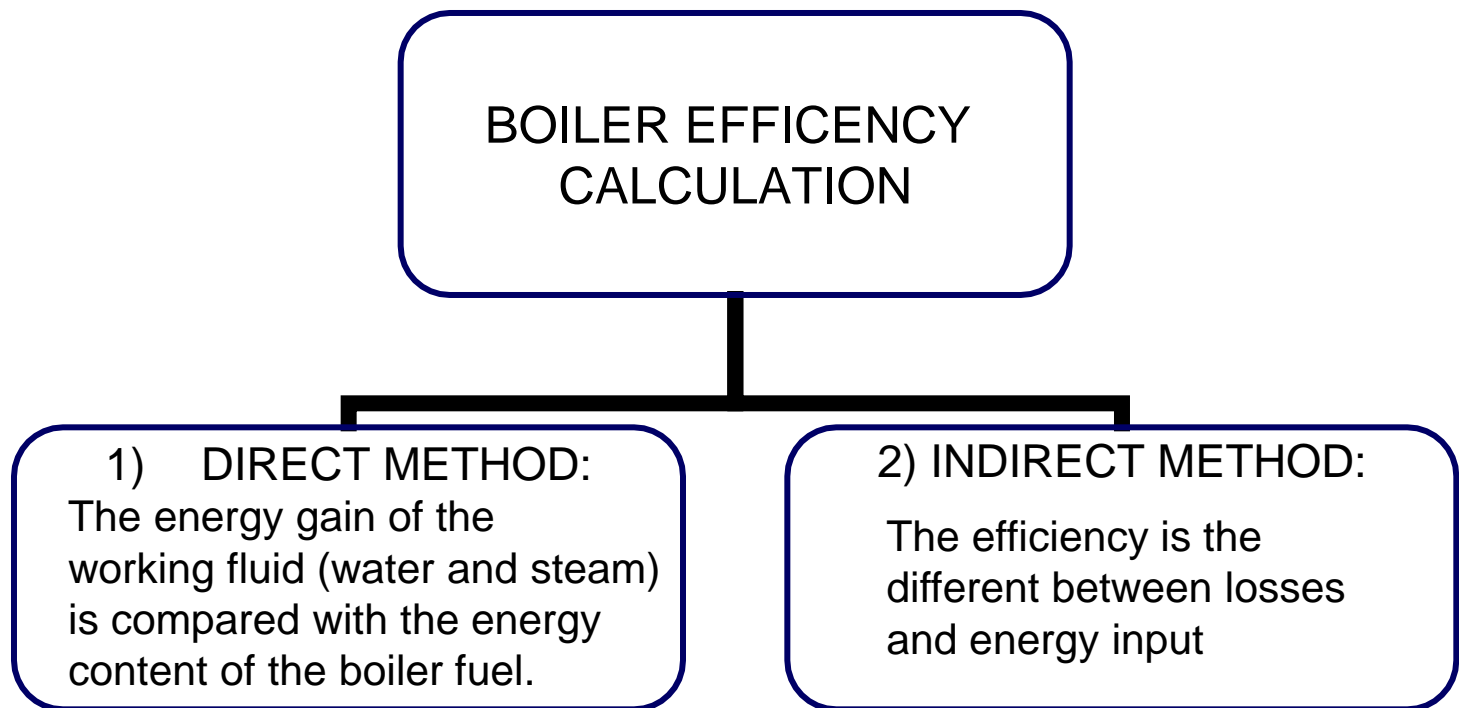 BOILER EFFICENCY
CALCULATION
1) DIRECT METHOD:
The energy gain of the
working fluid (water and steam)
is compared with the energy
content of the boiler fuel.
2) INDIRECT METHOD:
The efficiency is the
different between losses
and energy input